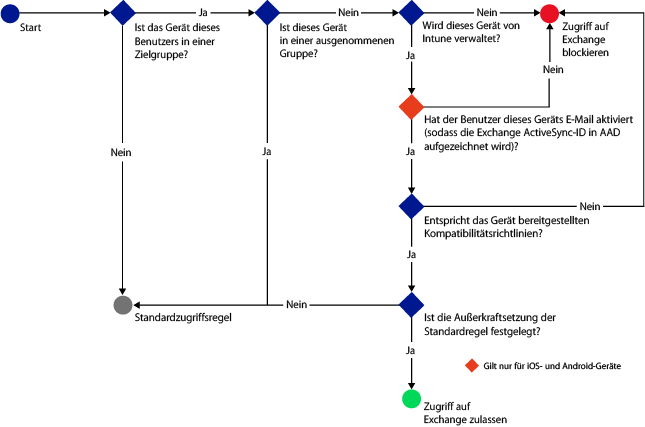 Start
Ja
Ist das Gerät dieses
Benutzers in einer
Zielgruppe?
Nein
Ist dieses Gerät
in einer ausgenommenen
Gruppe?
Nein
Wird dieses Gerät von
Intune verwaltet?
Zugriff auf
Exchange
blockieren
Ja
Nein
Hat der Benutzer dieses Geräts E-Mail aktiviert
(sodass die Exchange ActiveSync-ID in AAD
aufgezeichnet wird)?
Nein
Ja
Ja
Nein
Entspricht das Gerät bereitgestellten
Kompatibilitätsrichtlinien?
Ja
Nein
Standardzugriffsregel
Ist die Außerkraftsetzung der
Standardregel festgelegt?
Ja
Gilt nur für iOS- und Android-Geräte
Zugriff auf
Exchange zulassen